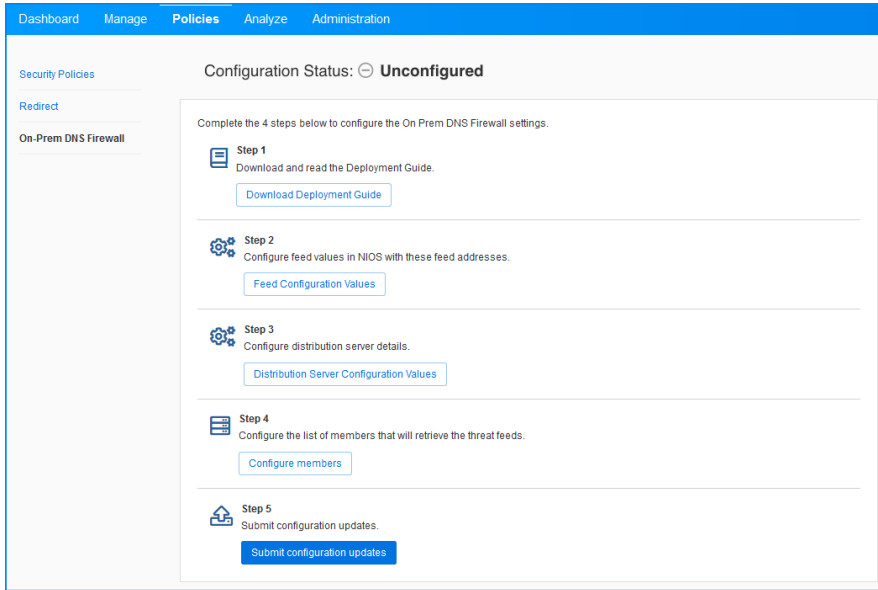 Dashboard Manage Policies Analyze Administration
Security Policies
Redirect
On-Prem DNS Firewall
Configuration Status: Unconfigured
Complete the 4 steps below to configure the On Prem DNS Firewall settings.
Step 1
Download and read the Deployment Guide.
Download Deployment Guide
Step 2
Configure feed values in NIOS with these feed addresses.
Feed Configuration Values
Step 3
Configure distribution server details.
Distribution Server Configuration Values
Step 4
Configure the list of members that will retrieve the threat feeds.
Configure members
Step 5
Submit configuration updates.
Submit configuration updates